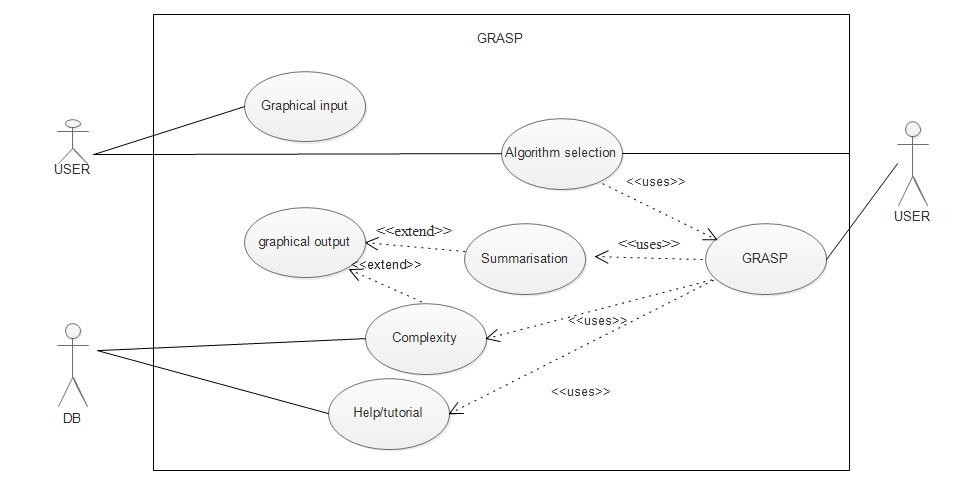 GRASP
Graphical input
Algorithm selection
USER
<<uses>>
USER
graphical output
<<extend>>
Summarisation
<<uses>>
GRASP
<<extend>>
Complexity
<<uses>>
<<uses>>
Help/tutorial
DB